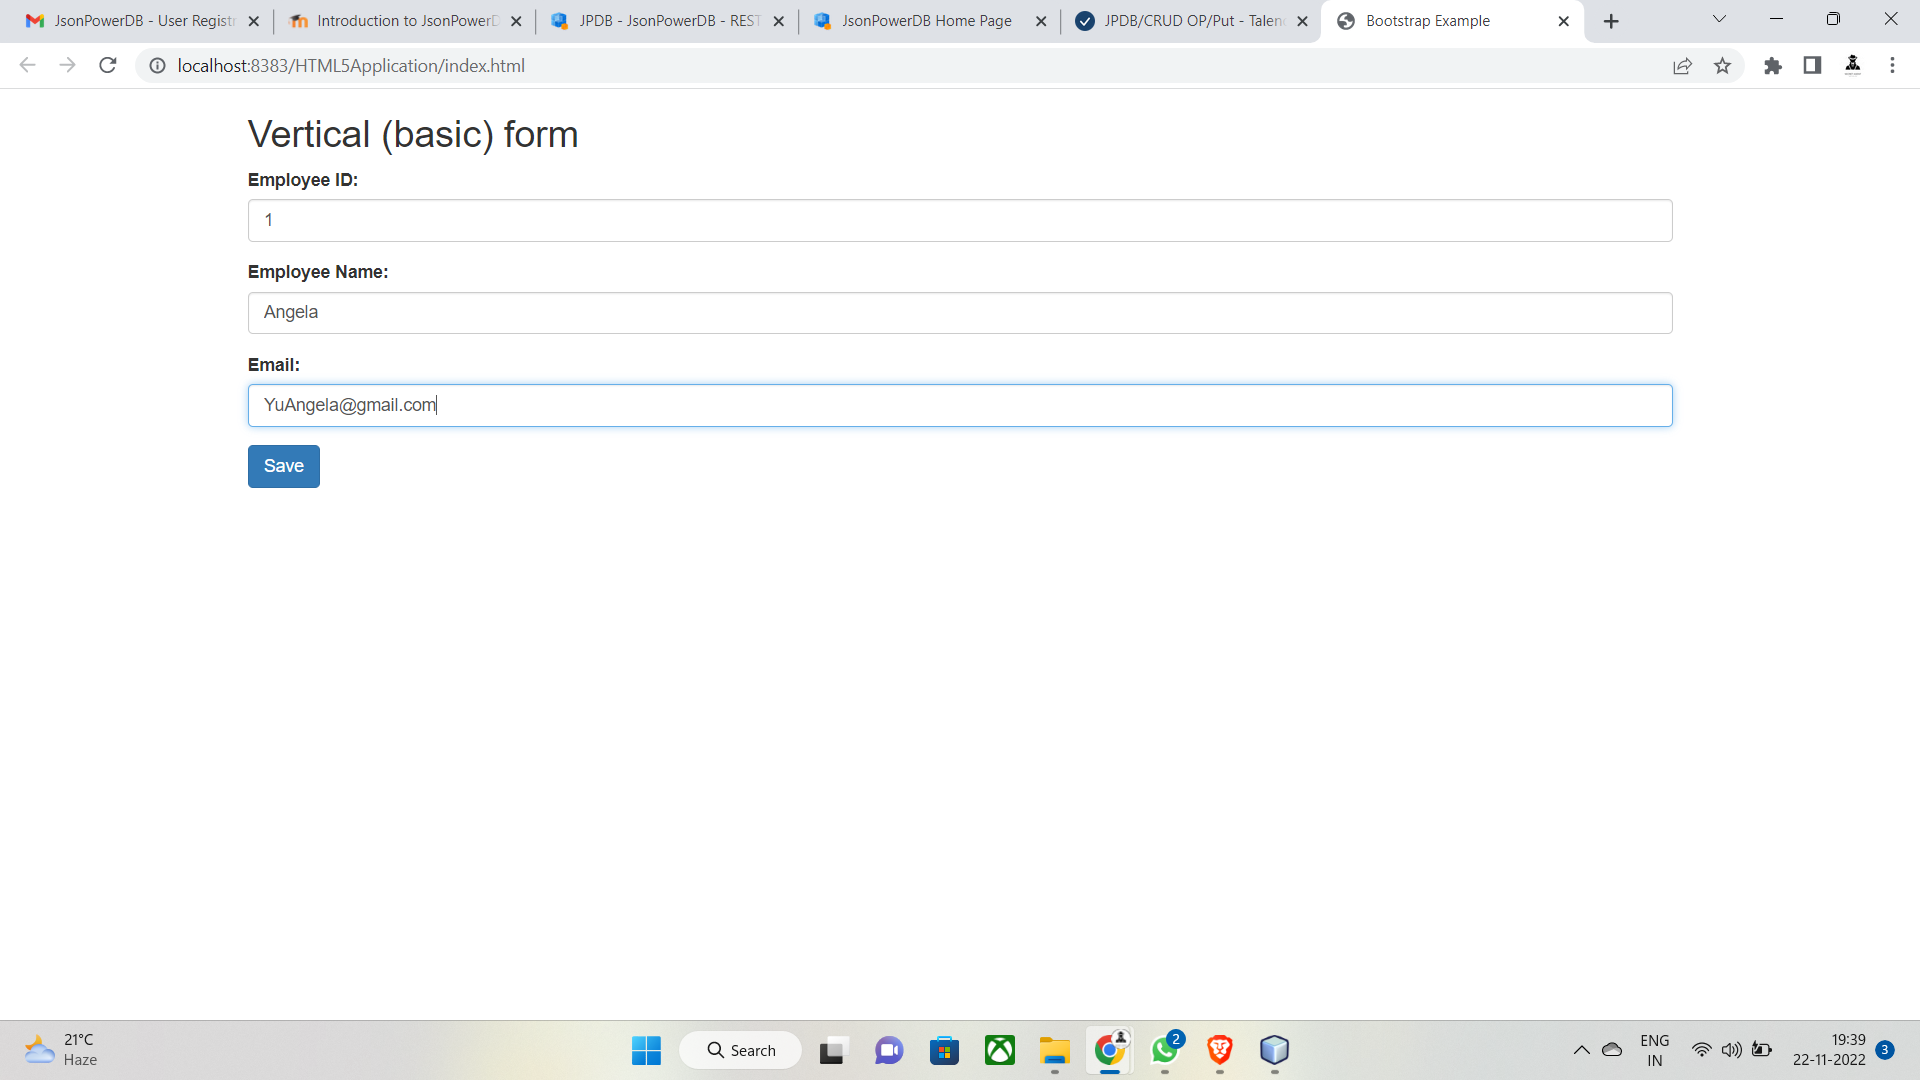 JsonPowerDB - User Registr
Introduction to JsonPowerD
JPDB - JsonPowerDB - REST
JsonPowerDB Home Page
JPDB/CRUD OP/Put - Talen
Bootstrap Example
localhost:8383/HTML5Application/index.html
Vertical (basic) form
Employee ID:
1
Employee Name:
Angela
Email:
YuAngela@gmail.com
Save
21°C
Haze
Search
2
ENG
IN
19:39
22-11-2022
3